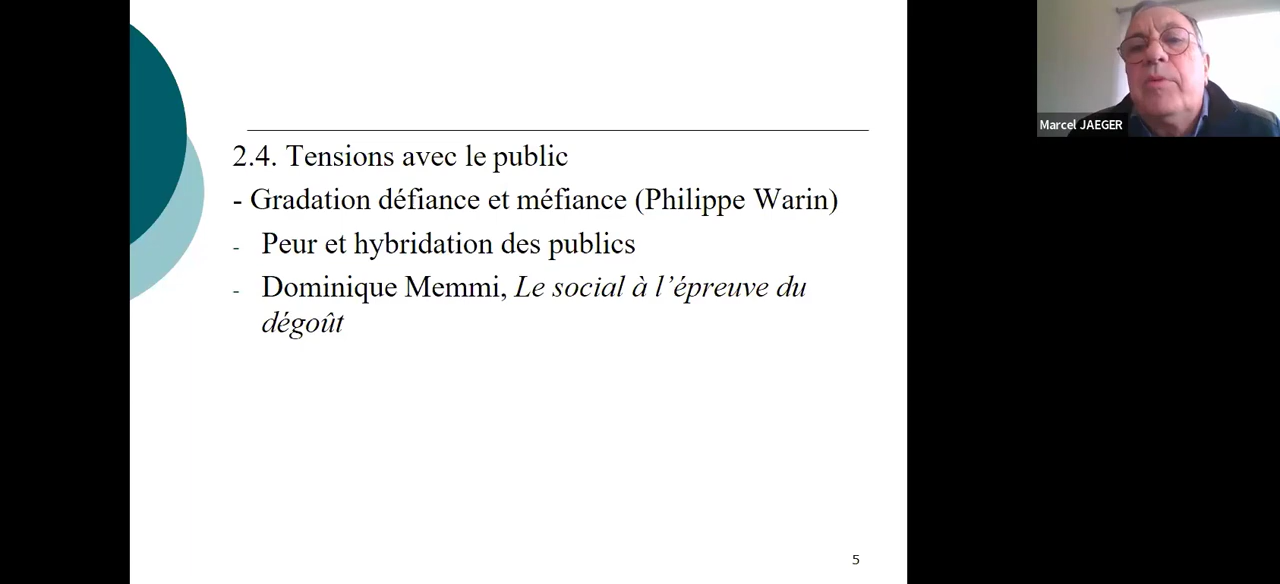 2.4. Tensions avec le public
- Gradation défiance et méfiance (Philippe Warin)
- Peur et hybridation des publics
- Dominique Memmi, Le social à l’épreuve du
dégoût
5
Marcel JAEGER